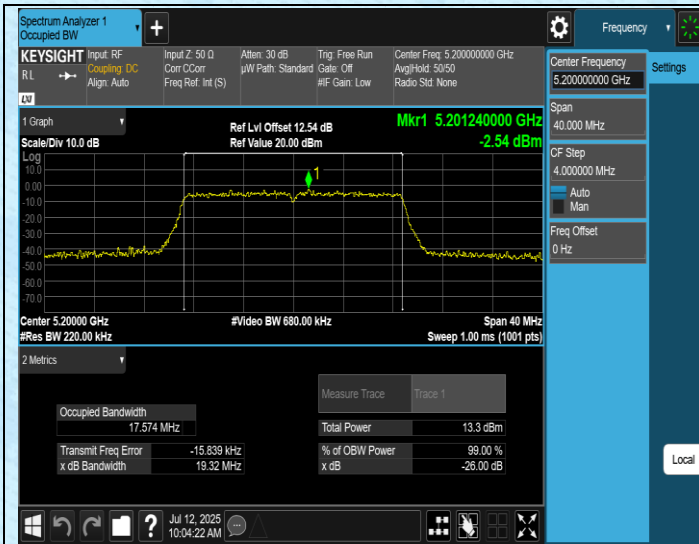 Spectrum Analyzer 1
Occupied BW
+
Frequency
KEYSIGHT
Input: RF
Coupling: DC
Align: Auto
Input Z: 50 Ω
Corr CCorr
Freq Ref: Int (S)
Atten: 30 dB
µW Path: Standard
Trig: Free Run
Gate: Off
#IF Gain: Low
Center Freq: 5.200000000 GHz
Avg|Hold: 50/50
Radio Std: None
RL
LXI
Center Frequency
5.200000000 GHz
Settings
Span
40.000 MHz
CF Step
4.000000 MHz
Auto
Man
Freq Offset
0 Hz
Local
1 Graph
Scale/Div 10.0 dB
Ref Lvl Offset 12.54 dB
Ref Value 20.00 dBm
Mkr1 5.201240000 GHz
-2.54 dBm
Log
10.0
0.00
-10.0
-20.0
-30.0
-40.0
-50.0
-60.0
-70.0
1
Center 5.20000 GHz
#Res BW 220.00 kHz
#Video BW 680.00 kHz
Span 40 MHz
Sweep 1.00 ms (1001 pts)
2 Metrics
Measure Trace
Trace 1
Occupied Bandwidth
17.574 MHz
Total Power 13.3 dBm
Transmit Freq Error -15.839 kHz
% of OBW Power 99.00 %
x dB Bandwidth 19.32 MHz
x dB -26.00 dB
?
Jul 12, 2025
10:04:22 AM